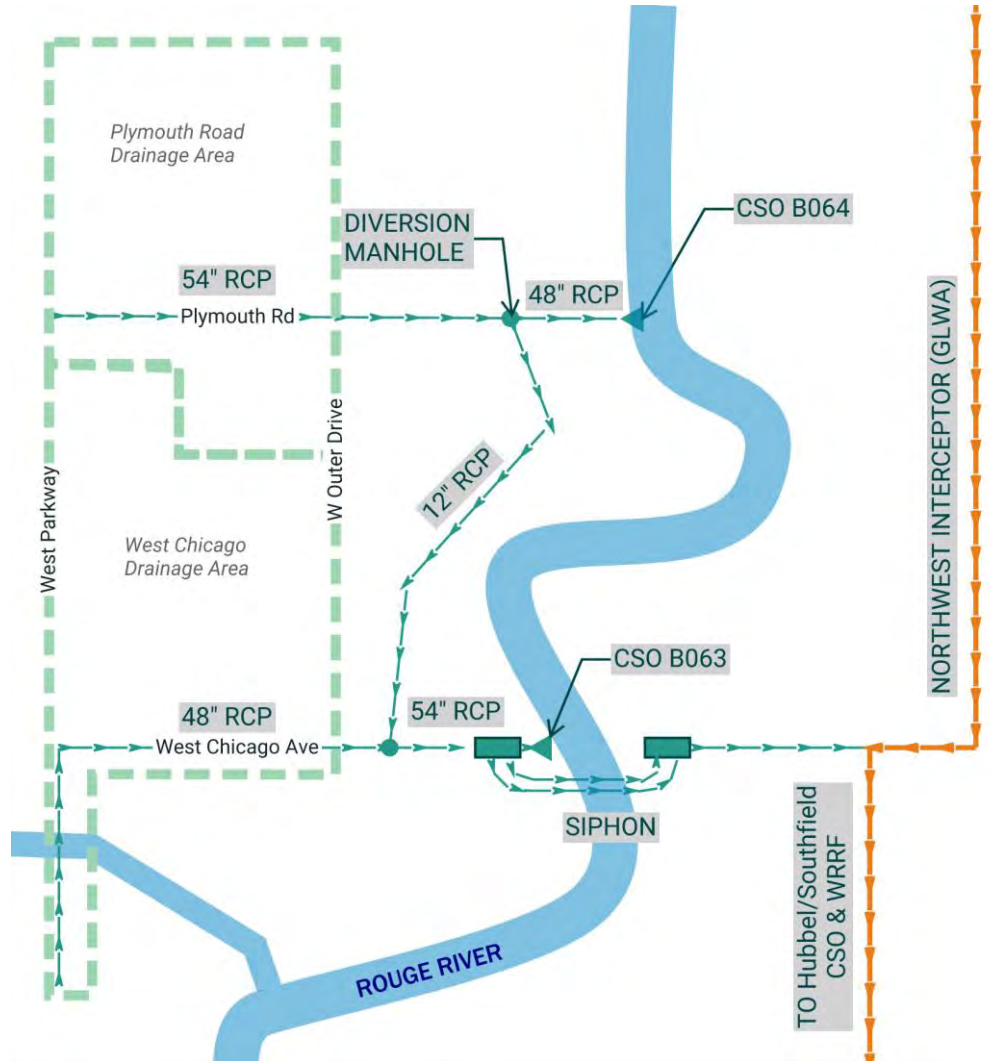 Plymouth Road
Drainage Area
DIVERSION
MANHOLE
CSO B064
54" RCP
48" RCP
Plymouth Rd
West Parkway
W Outer Drive
12" RCP
NORTHWEST INTERCEPTOR (GLWA)
West Chicago
Drainage Area
CSO B063
48" RCP
54" RCP
West Chicago Ave
SIPHON
TO Hubbel/Southfield
CSO & WRRF
ROUGE RIVER